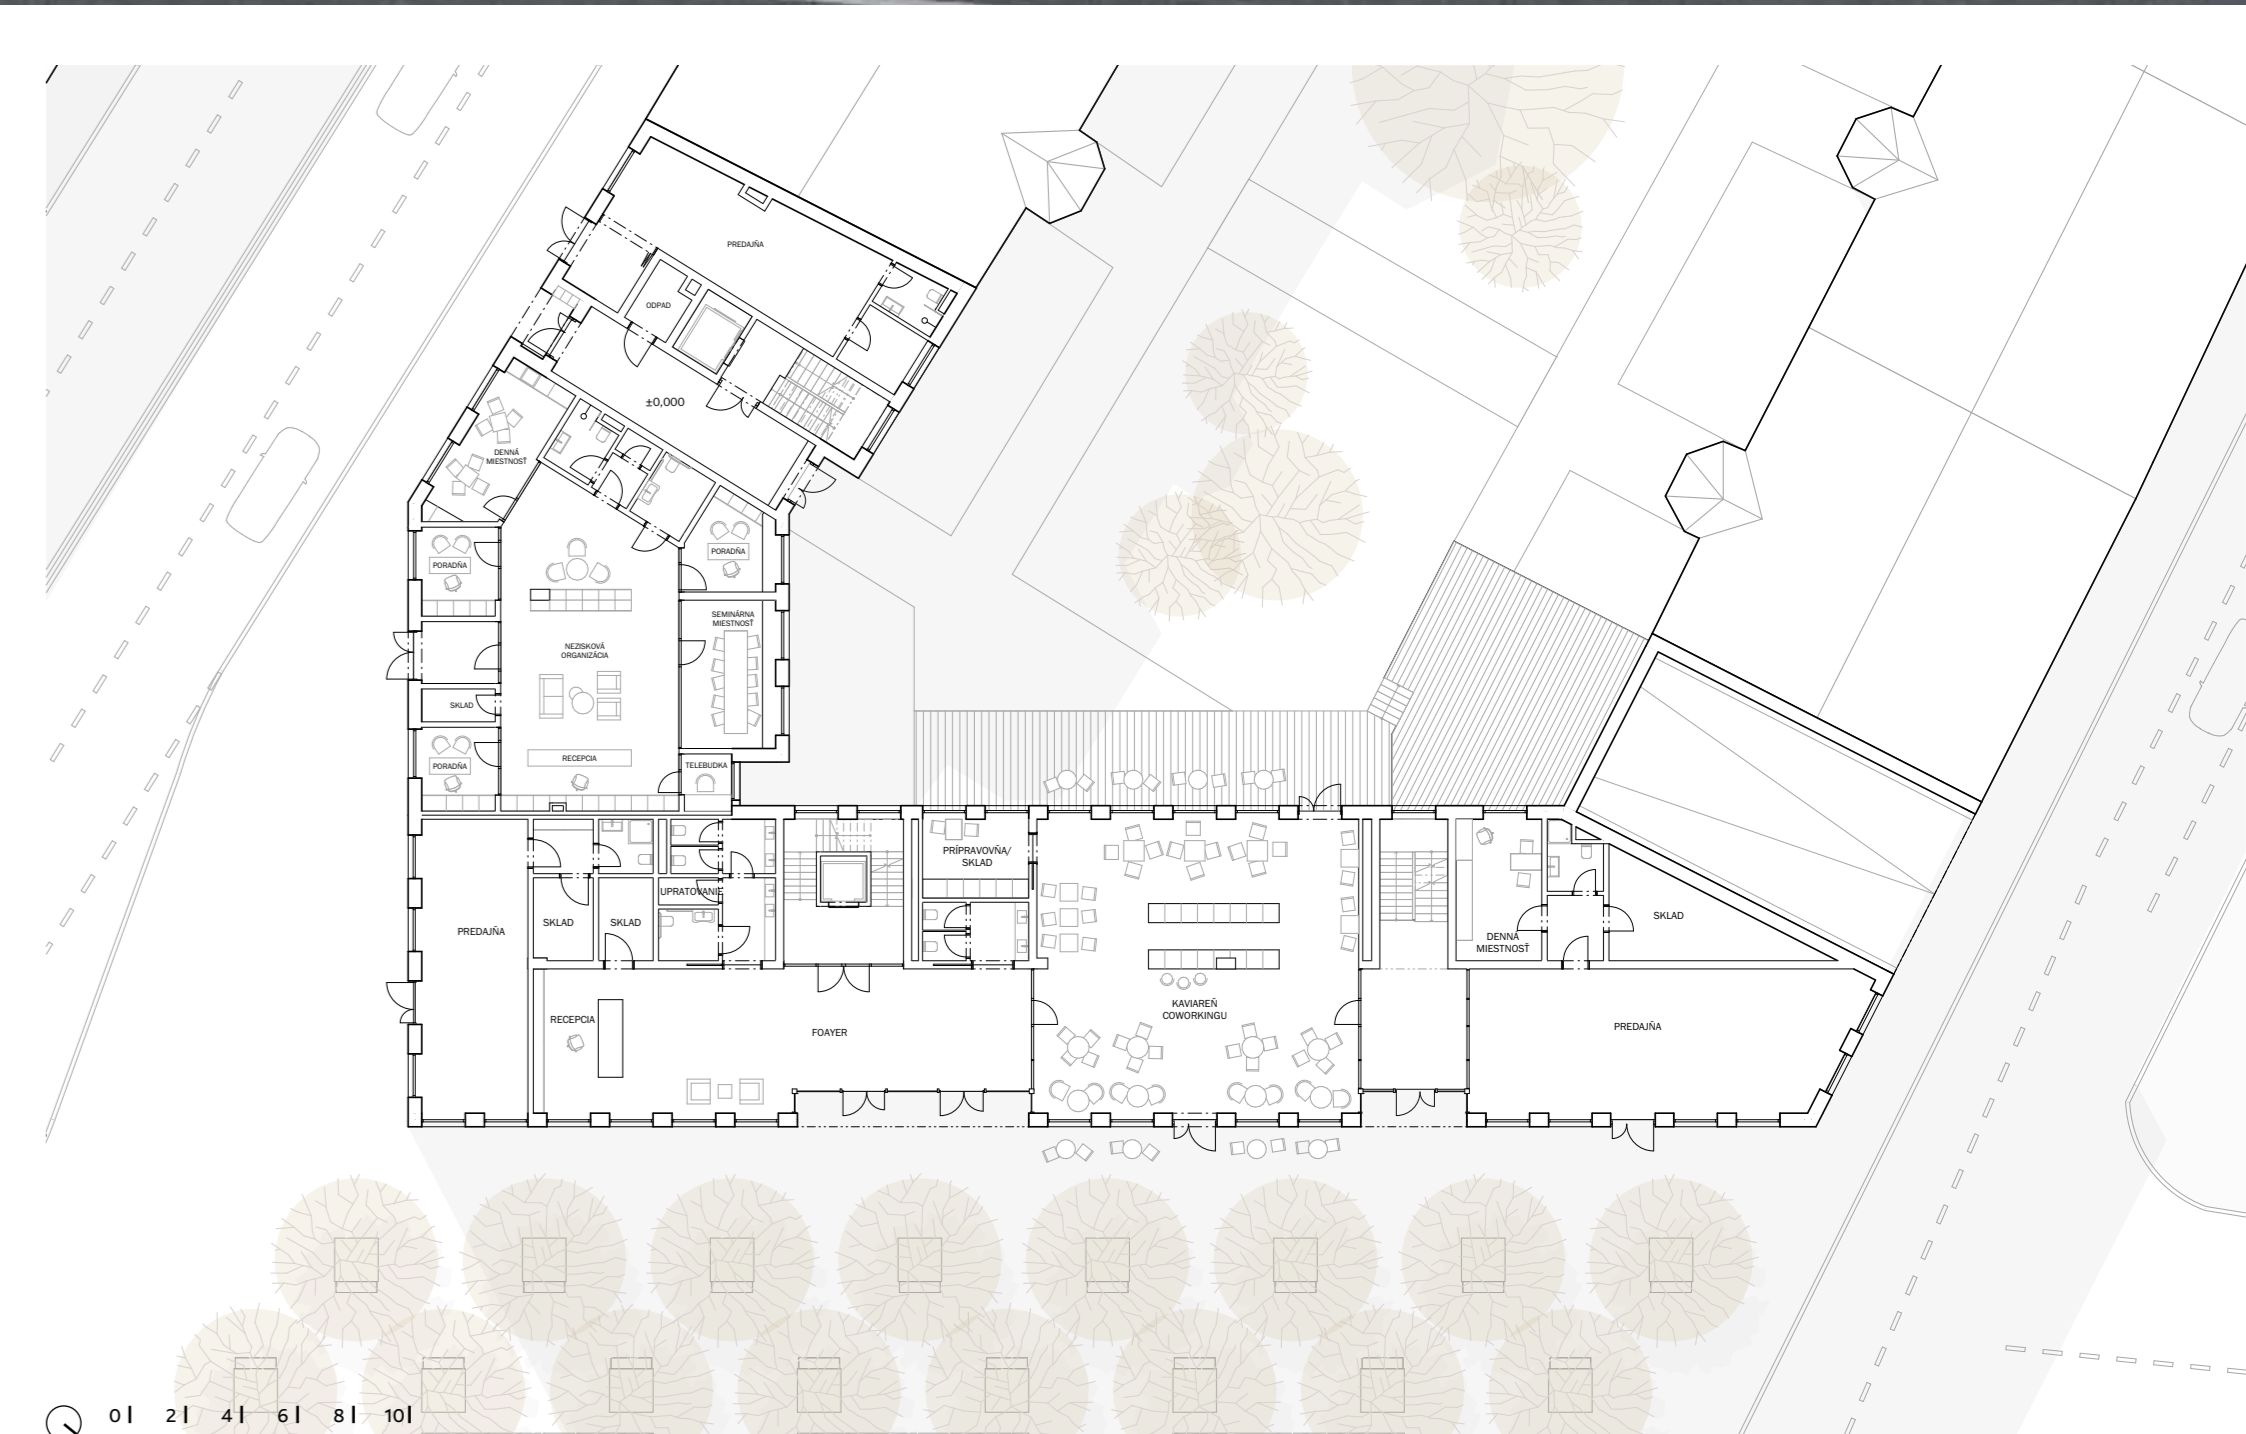 PREDAJŇA
ODPAD
±0,000
DENNÁ
MIESTNOSŤ
PORADŇA
PORADŇA
SEMINÁRNA
MIESTNOSŤ
NEZISKOVÁ
ORGANIZÁCIA
SKLAD
RECEPCIA
PORADŇA
TELEBUDKA
PRÍPRAVOVŇA/
SKLAD
UPRATOVANIE
PREDAJŇA
SKLAD
SKLAD
SKLAD
DENNÁ
MIESTNOSŤ
KAVIAREŇ
COWORKINGU
RECEPCIA
FOAYER
PREDAJŇA
0 2 4 6 8 10